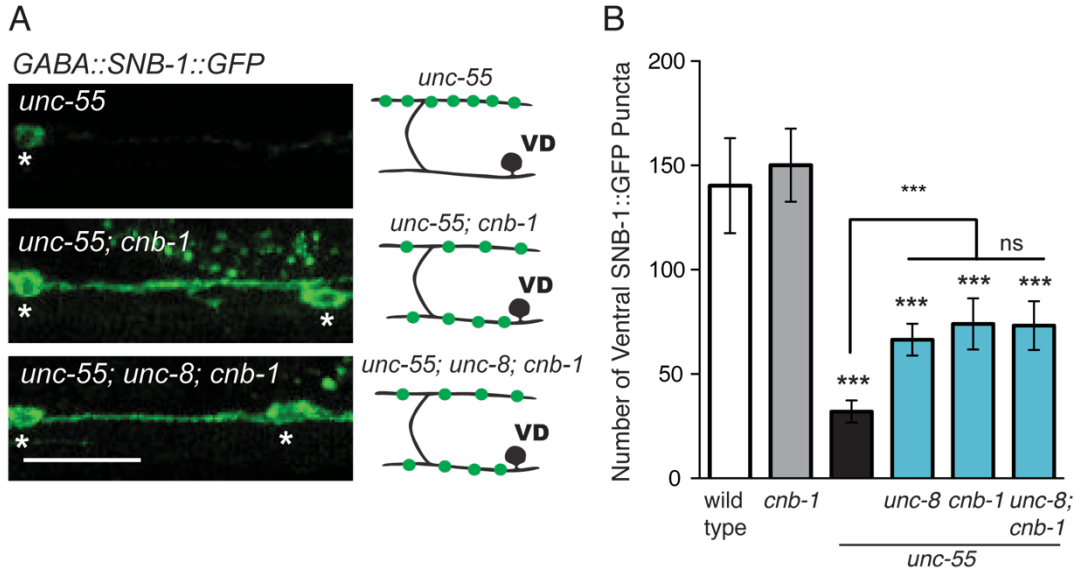 A
GABA::SNB-1::GFP
unc-55
*
unc-55
VD
unc-55; cnb-1
*
*
unc-55; cnb-1
VD
unc-55; unc-8; cnb-1
*
*
unc-55; unc-8; cnb-1
VD
B
Number of Ventral SNB-1::GFP Puncta
200
150
100
50
0
***
ns
***
***
***
***
wild
type
cnb-1
unc-8
cnb-1
unc-8;
cnb-1
unc-55